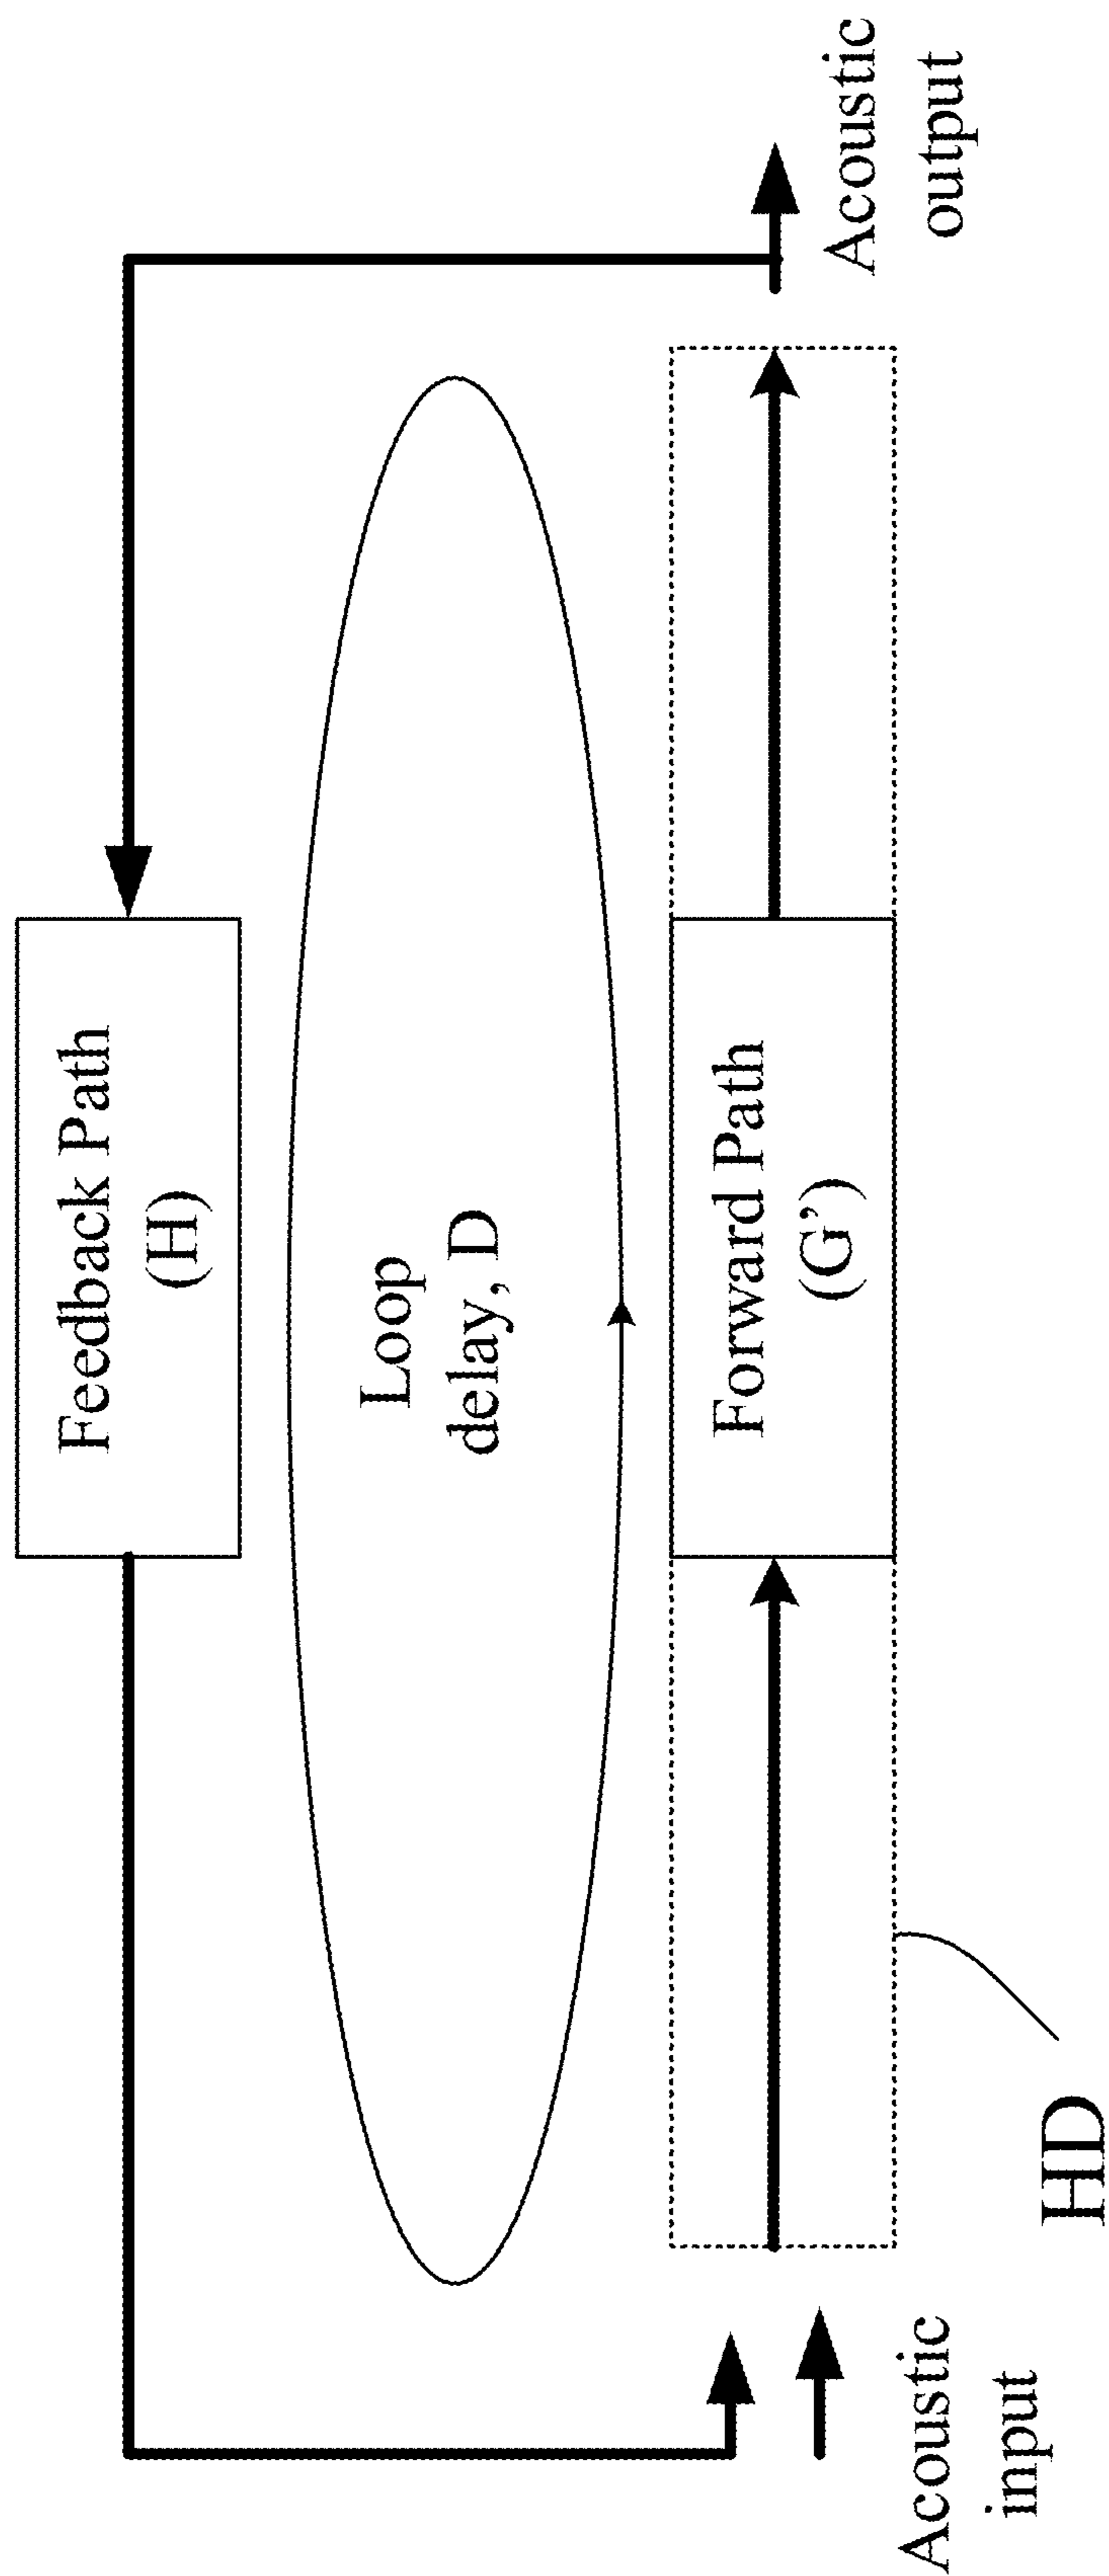 Feedback Path
(H)
Loop
delay, D
Forward Path
(G’)
Acoustic
input
Acoustic
output
HD